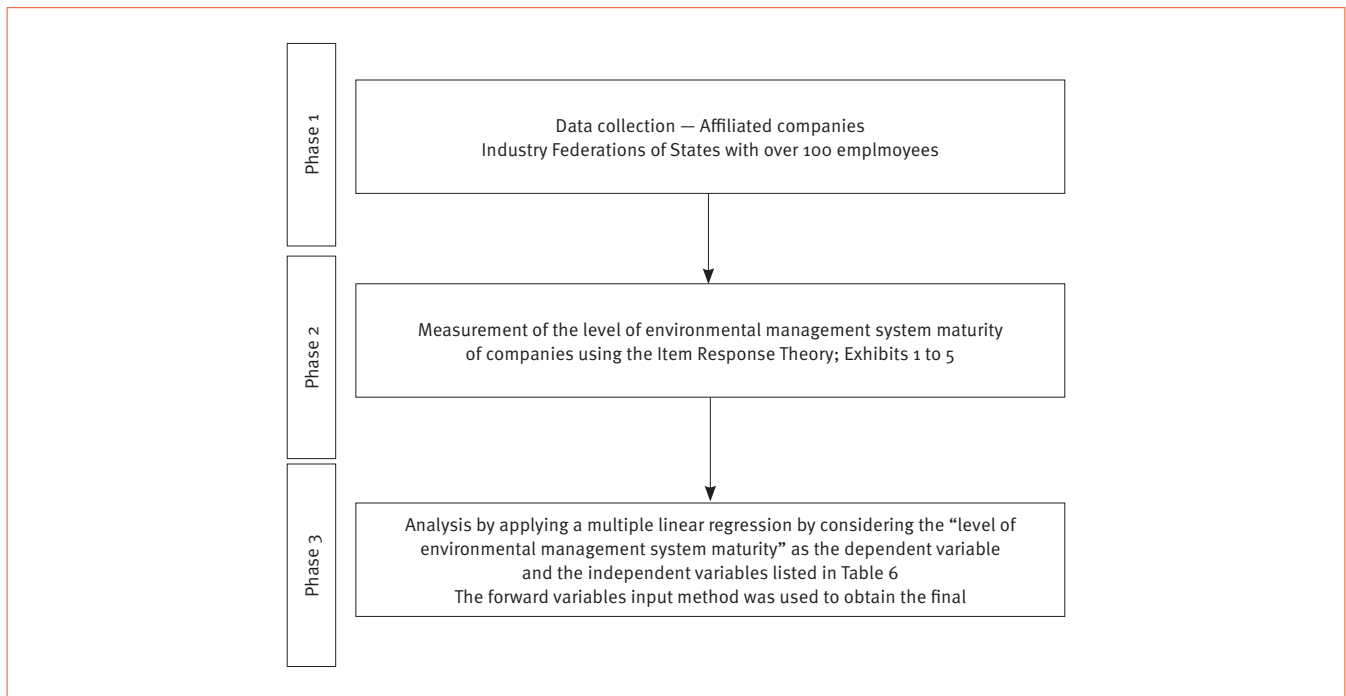 Phase 1
Data collection — Affiliated companies
Industry Federations of States with over 100 emplmoyees
Phase 2
Measurement of the level of environmental management system maturity
of companies using the Item Response Theory; Exhibits 1 to 5
Phase 3
Analysis by applying a multiple linear regression by considering the “level of
environmental management system maturity” as the dependent variable
and the independent variables listed in Table 6
The forward variables input method was used to obtain the final